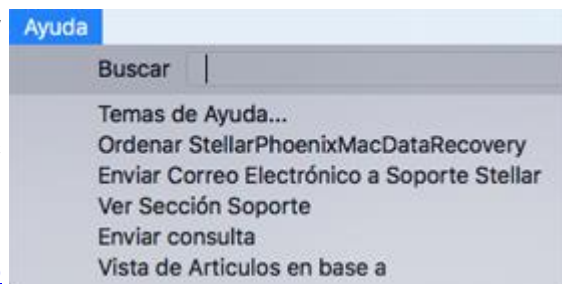 Ayuda
Buscar
Temas de Ayuda...
Ordenar StellarPhoenixMacDataRecovery
Enviar Correo Electrónico a Soporte Stellar
Ver Sección Soporte
Enviar consulta
Vista de Articulos en base a